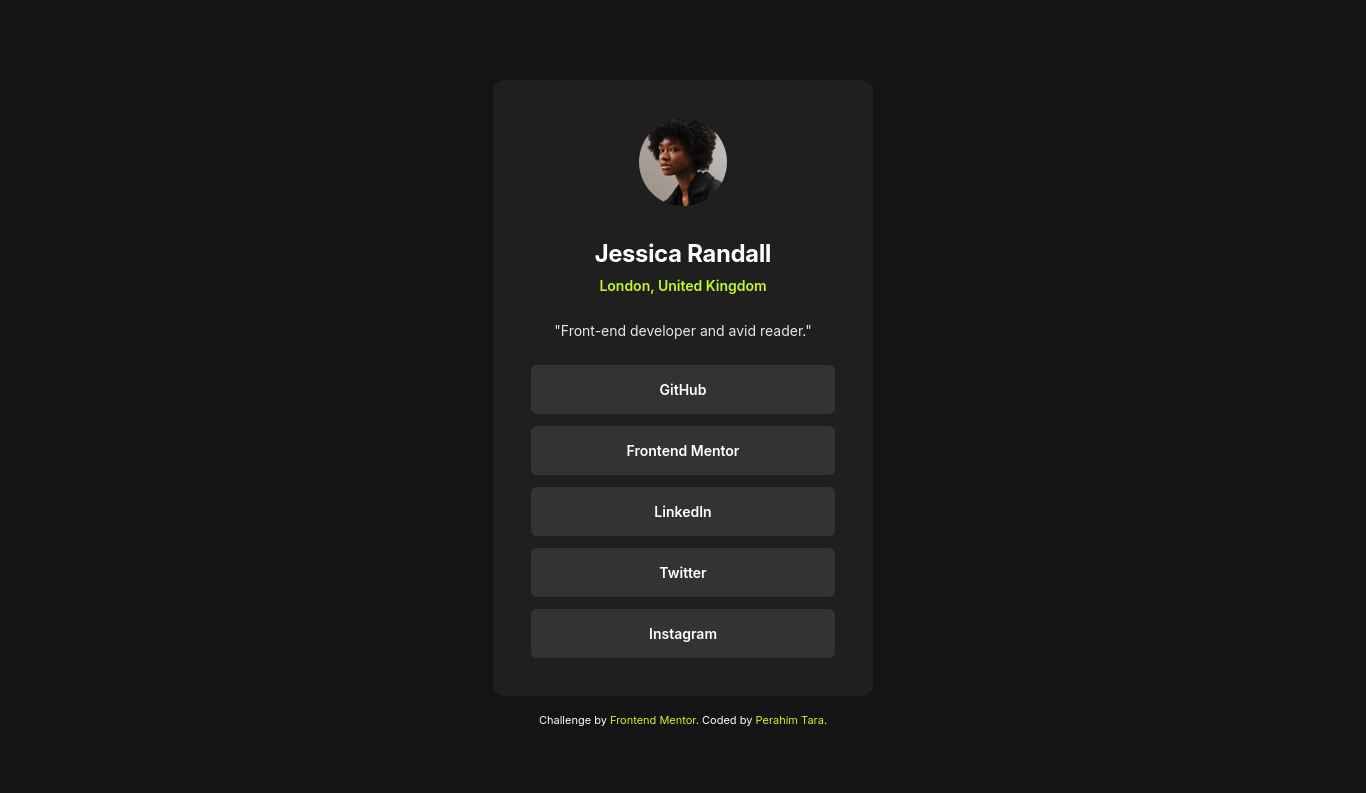 Jessica Randall
London, United Kingdom
"Front-end developer and avid reader."
GitHub
Frontend Mentor
LinkedIn
Twitter
Instagram
Challenge by Frontend Mentor. Coded by Perahim Tara.